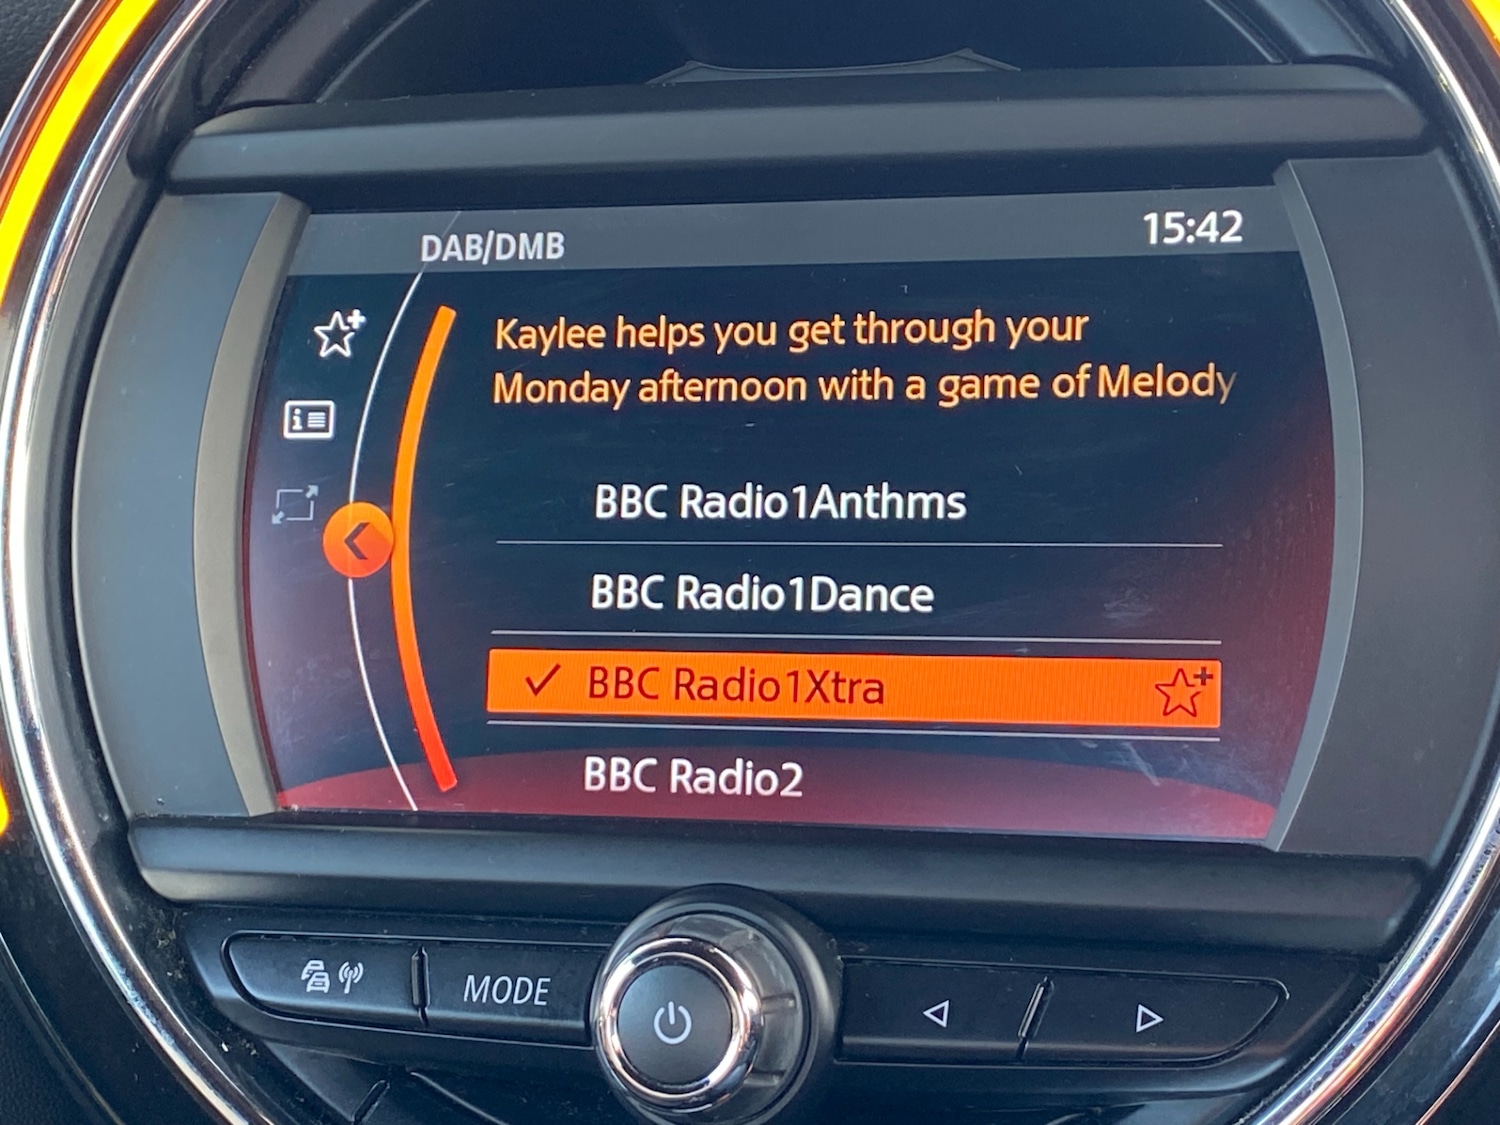 DAB/DMB
15:42
Kaylee helps you get through your
Monday afternoon with a game of Melody
BBC Radio1Anthms
BBC Radio1Dance
BBC Radio1Xtra
BBC Radio2
MODE